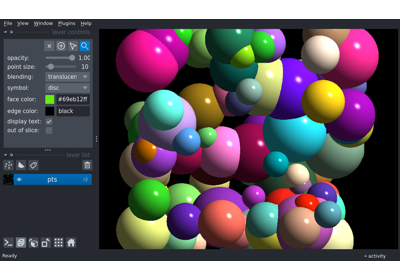 File View Window Plugins Help
layer controls
opacity: 1.00
point size: 10
blending: translucen
symbol: disc
face color: #69eb12ff
edge color: black
display text:
out of slice:
layer list
pts
Ready
activity